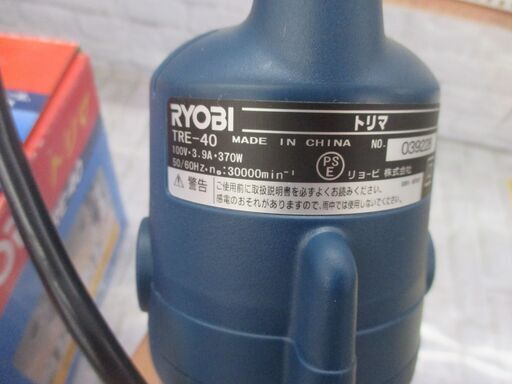 RYOBI トリマ
TRE-40 MADE IN CHINA NO.
100V・3.9A・370W
50/60Hz・n₀:30000min⁻¹
PS
E
リョービ 株式会社
警告 ご使用前に取扱説明書を必ずよくお読みください。
感電のおそれがありますので、雨中では使用しないでください。
トリマ